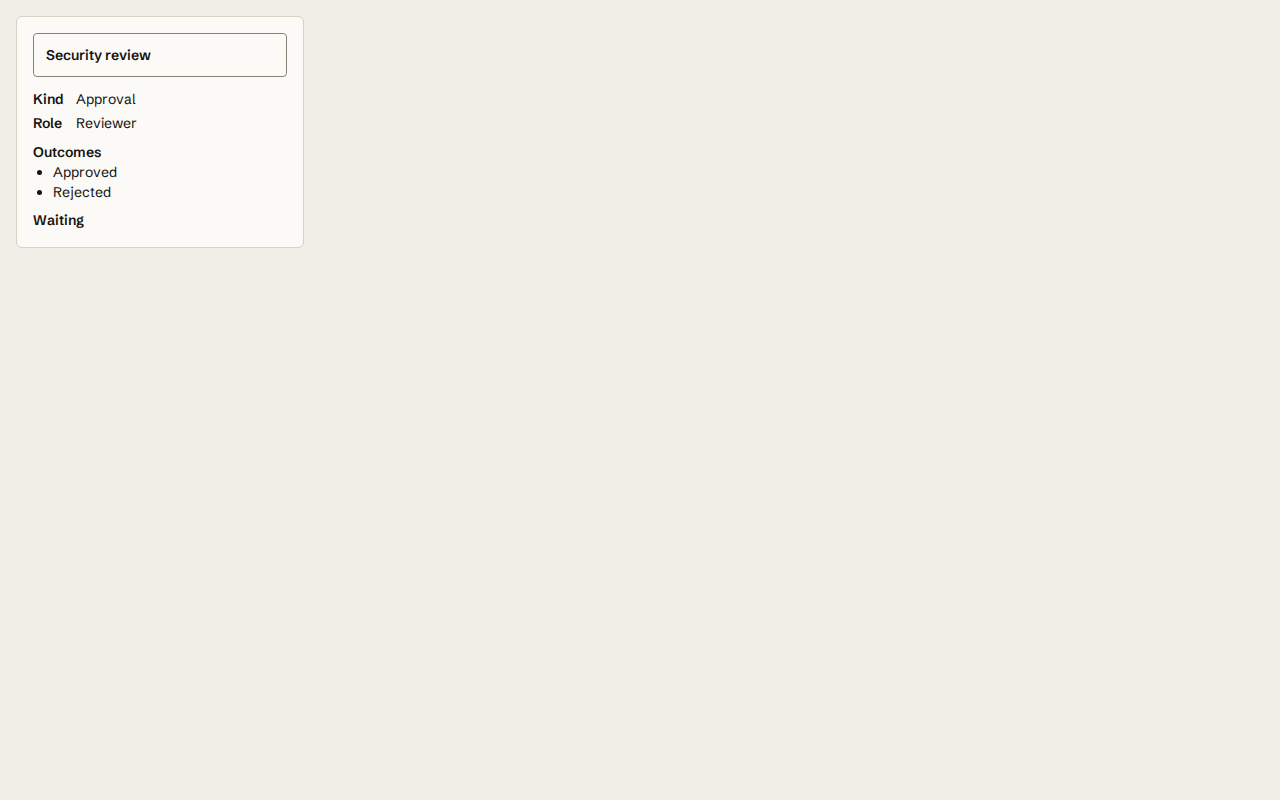 Security review
Kind Approval
Role Reviewer
Outcomes
Approved
Rejected
Waiting